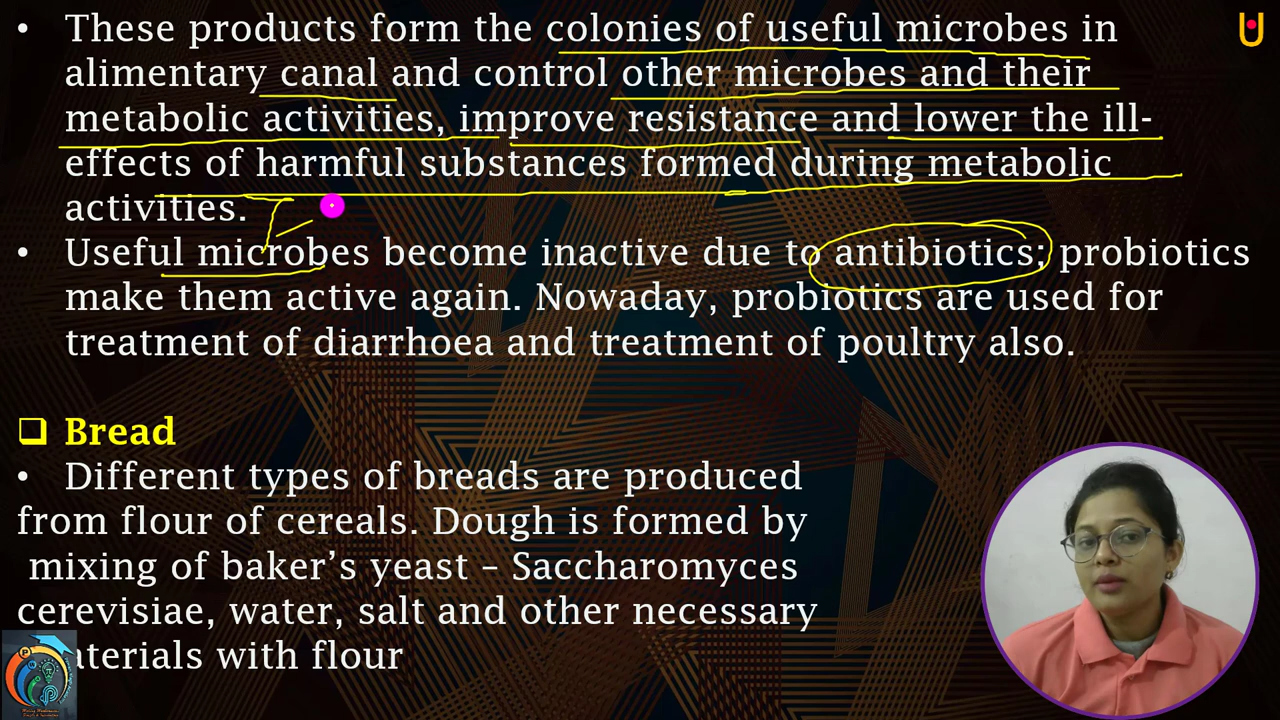 • These products form the colonies of useful microbes in
alimentary canal and control other microbes and their
metabolic activities, improve resistance and lower the ill-
effects of harmful substances formed during metabolic
activities.
• Useful microbes become inactive due to antibiotics; probiotics
make them active again. Nowaday, probiotics are used for
treatment of diarrhoea and treatment of poultry also.
❑ Bread
• Different types of breads are produced
from flour of cereals. Dough is formed by
mixing of baker’s yeast – Saccharomyces
cerevisiae, water, salt and other necessary
aterials with flour